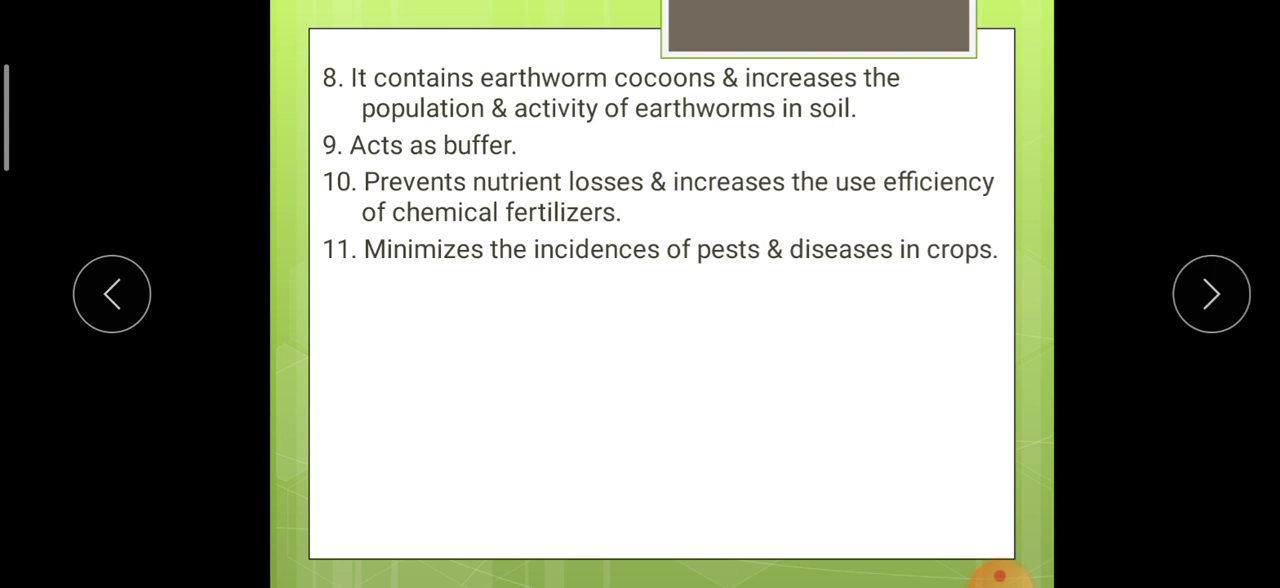 8. It contains earthworm cocoons & increases the
population & activity of earthworms in soil.
9. Acts as buffer.
10. Prevents nutrient losses & increases the use efficiency
of chemical fertilizers.
11. Minimizes the incidences of pests & diseases in crops.